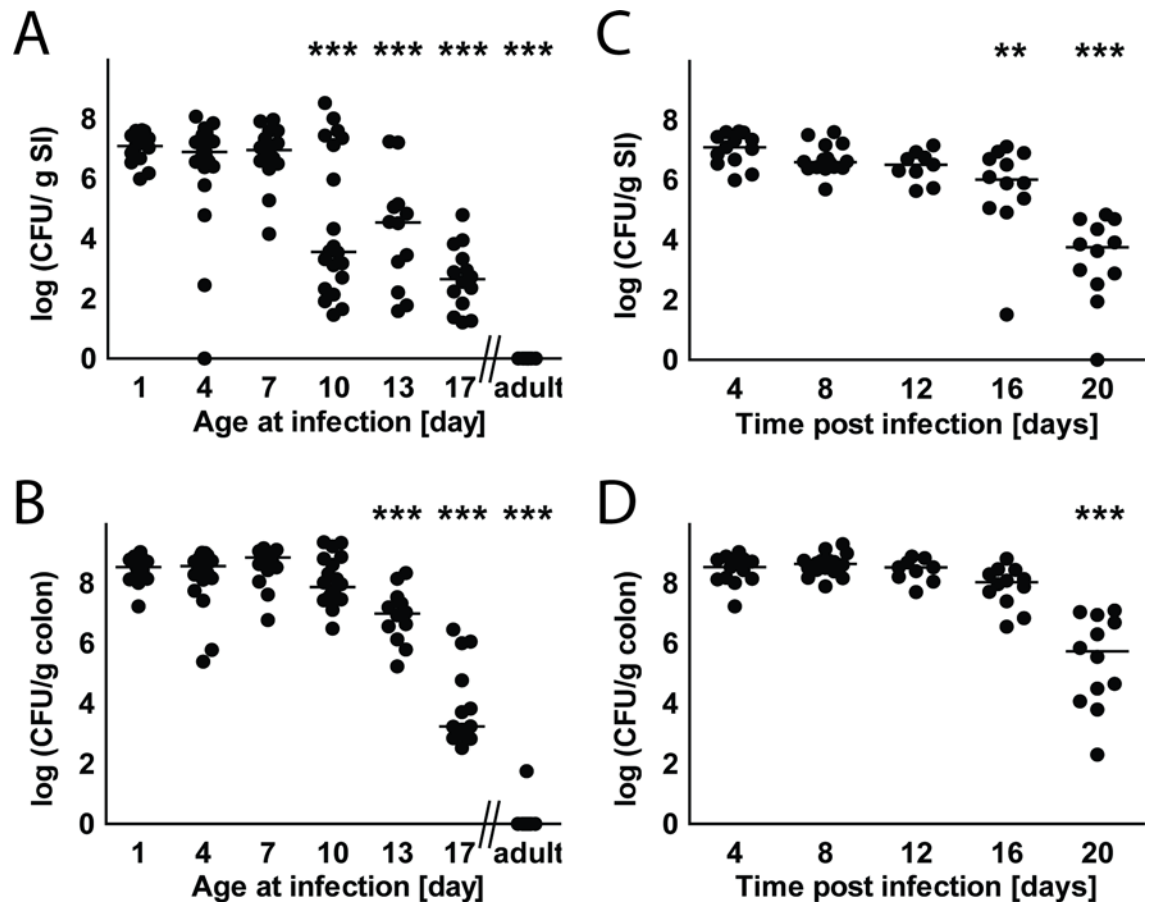 A
*** *** *** ***
log (CFU/ g SI)
8
6
4
2
0
1 4 7 10 13 17 adult
Age at infection [day]
C
** ***
log (CFU/g SI)
8
6
4
2
0
4 8 12 16 20
Time post infection [days]
B
*** *** ***
log (CFU/g colon)
8
6
4
2
0
1 4 7 10 13 17 adult
Age at infection [day]
D
***
log (CFU/g colon)
8
6
4
2
0
4 8 12 16 20
Time post infection [days]